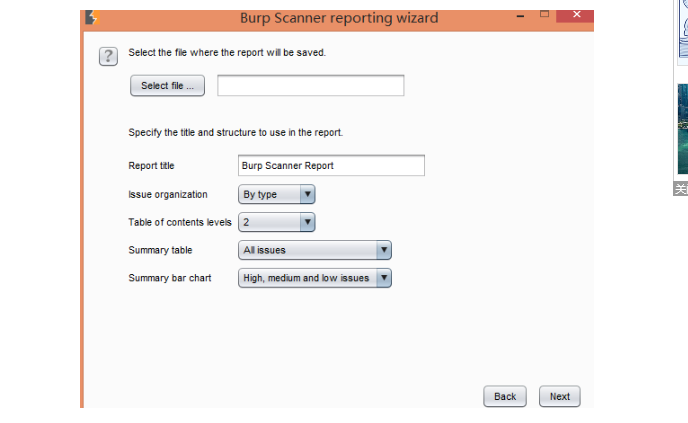 Burp Scanner reporting wizard
?
Select the file where the report will be saved.
Select file ...
Specify the title and structure to use in the report.
Report title Burp Scanner Report
Issue organization By type
Table of contents levels 2
Summary table All issues
Summary bar chart High, medium and low issues
Back Next